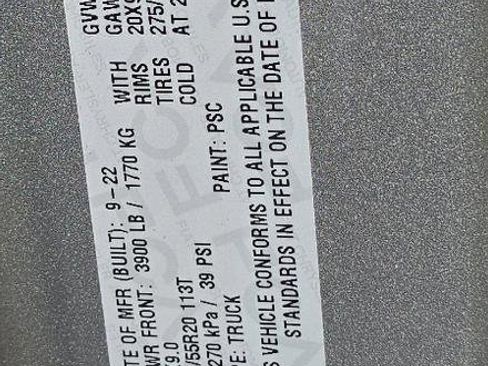 TE OF MFR (BUILT): 9-22 GVW
WR FRONT: 3900 LB / 1770 KG WITH GAW
X9.0 RIMS 20X9
/55R20 113T TIRES 275/
270 kPa / 39 PSI COLD AT 2
E: TRUCK PAINT: PSC
S VEHICLE CONFORMS TO ALL APPLICABLE U.S
STANDARDS IN EFFECT ON THE DATE OF